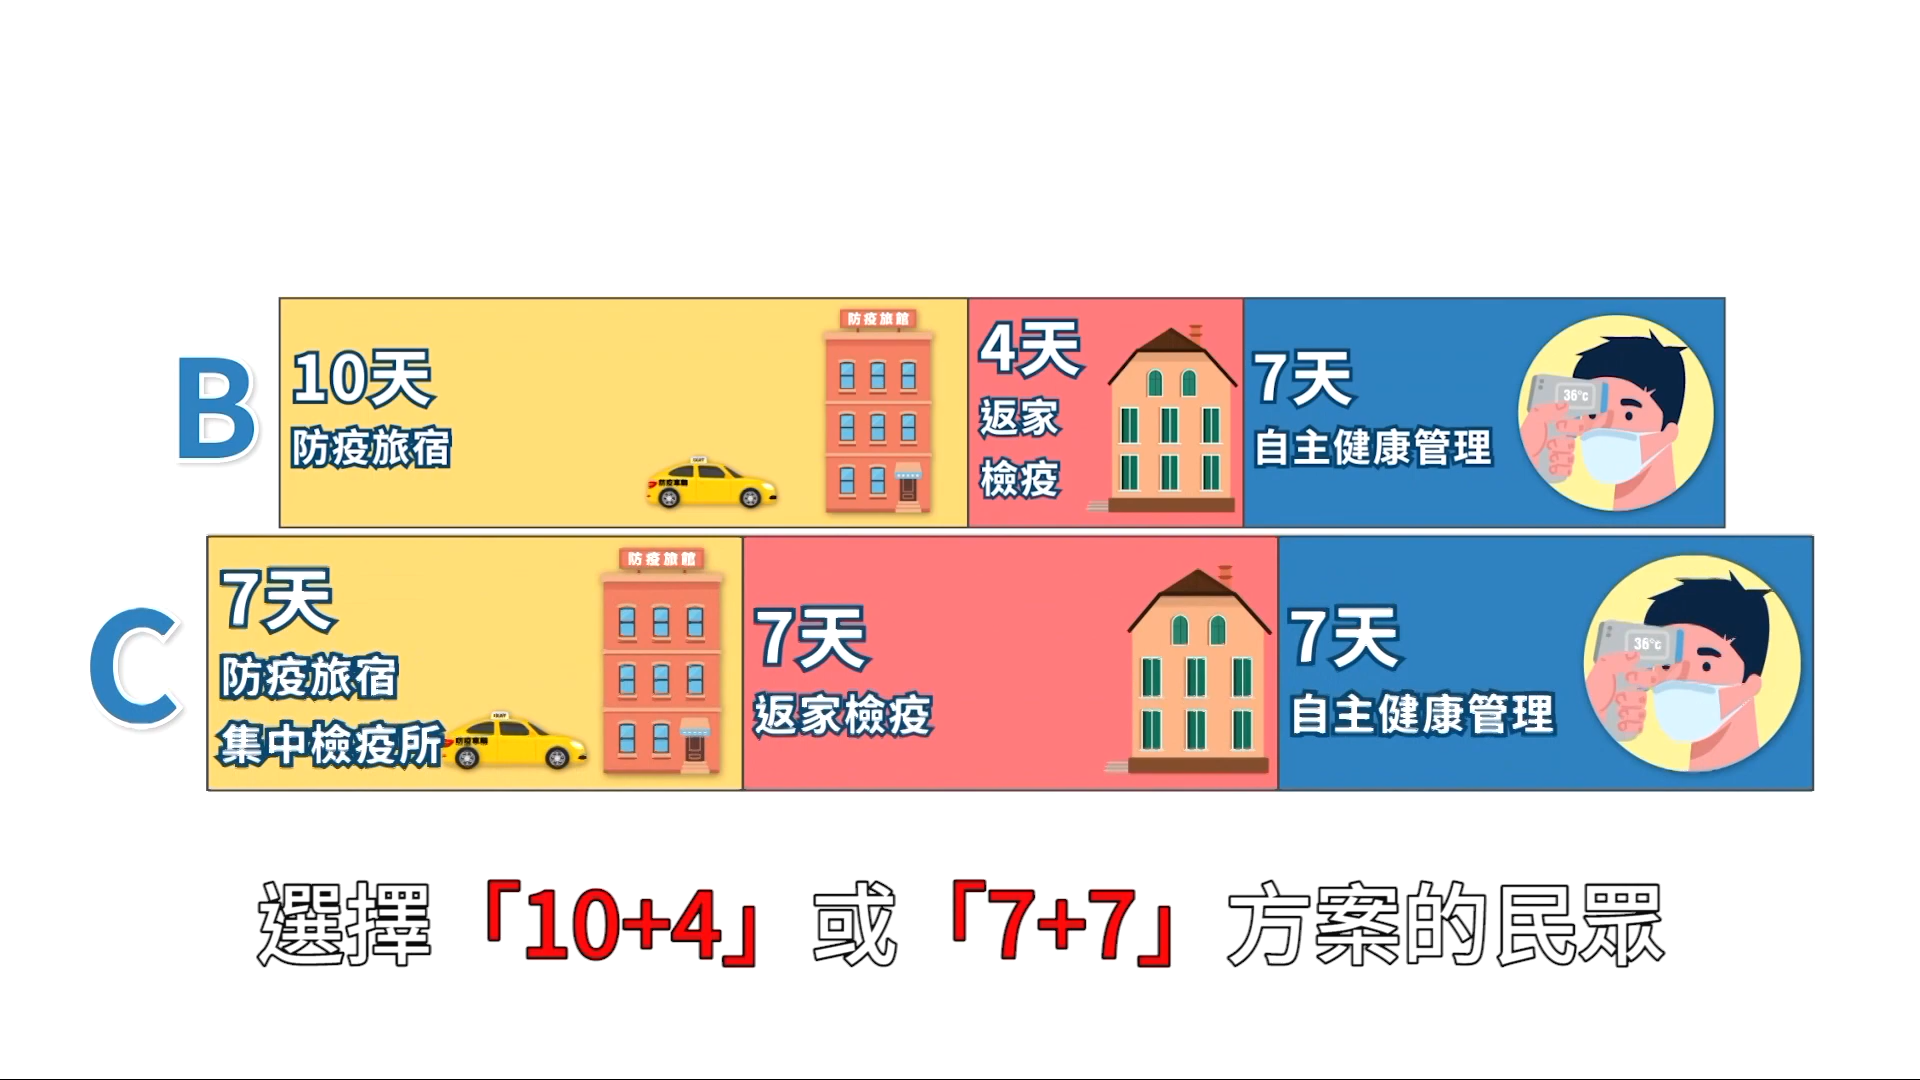 B
10天
防疫旅宿
防疫旅館
4天
返家
檢疫
7天
自主健康管理
36°c
C
7天
防疫旅宿
集中檢疫所
防疫旅館
7天
返家檢疫
7天
自主健康管理
36°c
選擇「10+4」或「7+7」方案的民眾